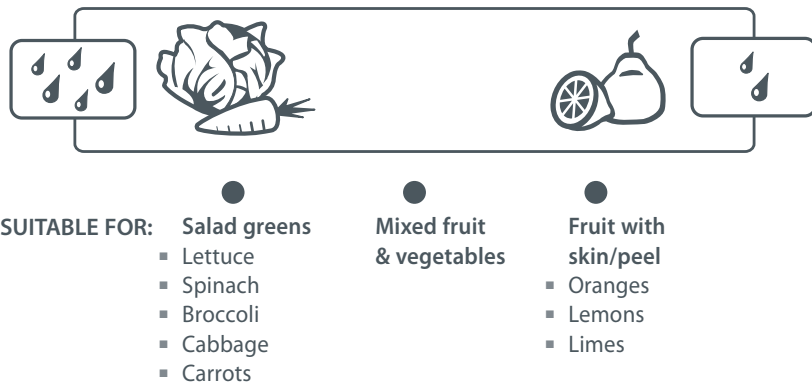 SUITABLE FOR:
Salad greens
▪ Lettuce
▪ Spinach
▪ Broccoli
▪ Cabbage
▪ Carrots
Mixed fruit
& vegetables
Fruit with
skin/peel
▪ Oranges
▪ Lemons
▪ Limes